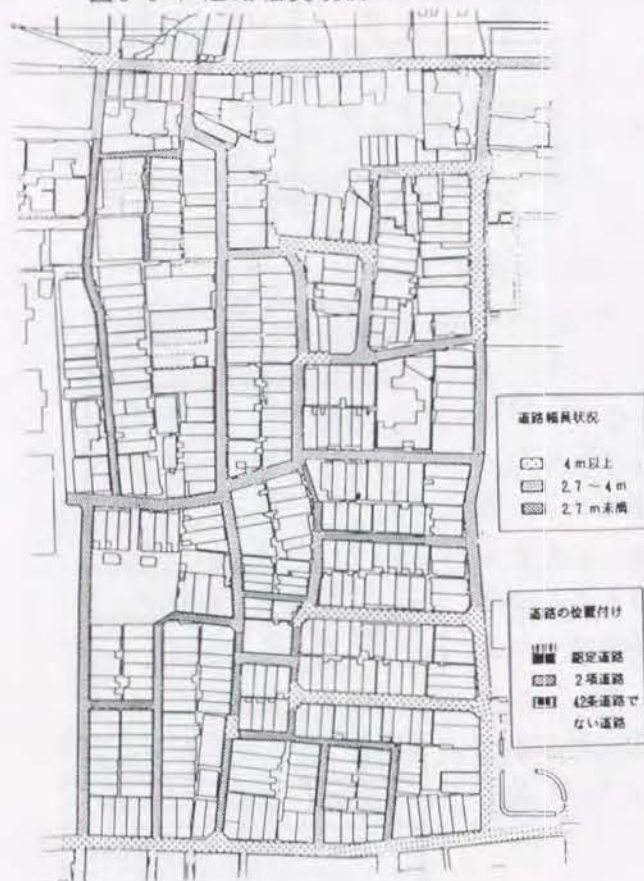 道路幅員状況
4m以上
2.7〜4m
2.7m未満
道路の位置付け
認定道路
2項道路
42条道路で
ない道路